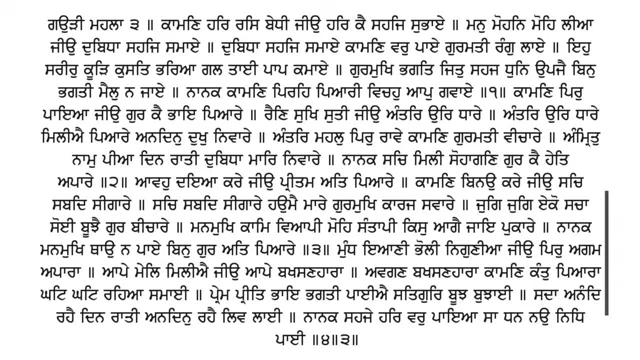 ਗਉੜੀ ਮਹਲਾ ੩ ॥ ਕਾਮਣਿ ਹਰਿ ਰਸਿ ਬੇਧੀ ਜੀਉ ਹਰਿ ਕੈ ਸਹਜਿ ਸੁਭਾਏ ॥ ਮਨੁ ਮੋਹਨਿ ਮੋਹਿ ਲੀਆ
ਜੀਉ ਦੁਬਿਧਾ ਸਹਜਿ ਸਮਾਏ ॥ ਦੁਬਿਧਾ ਸਹਜਿ ਸਮਾਏ ਕਾਮਣਿ ਵਰੁ ਪਾਏ ਗੁਰਮਤੀ ਰੰਗੁ ਲਾਏ ॥ ਇਹੁ
ਸਰੀਰੁ ਕੂੜਿ ਕੁਸਤਿ ਭਰਿਆ ਗਲ ਤਾਈ ਪਾਪ ਕਮਾਏ ॥ ਗੁਰਮੁਖਿ ਭਗਤਿ ਜਿਤੁ ਸਹਜ ਧੁਨਿ ਉਪਜੈ ਬਿਨੁ
ਭਗਤੀ ਮੈਲੁ ਨ ਜਾਏ ॥ ਨਾਨਕ ਕਾਮਣਿ ਪਿਰਹਿ ਪਿਆਰੀ ਵਿਚਹੁ ਆਪੁ ਗਵਾਏ ॥੧॥ ਕਾਮਣਿ ਪਿਰੁ
ਪਾਇਆ ਜੀਉ ਗੁਰ ਕੈ ਭਾਇ ਪਿਆਰੇ ॥ ਰੈਣਿ ਸੁਖਿ ਸੁਤੀ ਜੀਉ ਅੰਤਰਿ ਉਰਿ ਧਾਰੇ ॥ ਅੰਤਰਿ ਉਰਿ ਧਾਰੇ
ਮਿਲੀਐ ਪਿਆਰੇ ਅਨਦਿਨੁ ਦੁਖੁ ਨਿਵਾਰੇ ॥ ਅੰਤਰਿ ਮਹਲੁ ਪਿਰੁ ਰਾਵੇ ਕਾਮਣਿ ਗੁਰਮਤੀ ਵੀਚਾਰੇ ॥ ਅੰਮ੍ਰਿਤੁ
ਨਾਮੁ ਪੀਆ ਦਿਨ ਰਾਤੀ ਦੁਬਿਧਾ ਮਾਰਿ ਨਿਵਾਰੇ ॥ ਨਾਨਕ ਸਚਿ ਮਿਲੀ ਸੋਹਾਗਣਿ ਗੁਰ ਕੈ ਹੇਤਿ
ਅਪਾਰੇ ॥੨॥ ਆਵਹੁ ਦਇਆ ਕਰੇ ਜੀਉ ਪ੍ਰੀਤਮ ਅਤਿ ਪਿਆਰੇ ॥ ਕਾਮਣਿ ਬਿਨਉ ਕਰੇ ਜੀਉ ਸਚਿ
ਸਬਦਿ ਸੀਗਾਰੇ ॥ ਸਚਿ ਸਬਦਿ ਸੀਗਾਰੇ ਹਉਮੈ ਮਾਰੇ ਗੁਰਮੁਖਿ ਕਾਰਜ ਸਵਾਰੇ ॥ ਜੁਗਿ ਜੁਗਿ ਏਕੋ ਸਚਾ
ਸੋਈ ਬੂਝੈ ਗੁਰ ਬੀਚਾਰੇ ॥ ਮਨਮੁਖਿ ਕਾਮਿ ਵਿਆਪੀ ਮੋਹਿ ਸੰਤਾਪੀ ਕਿਸੁ ਆਗੈ ਜਾਇ ਪੁਕਾਰੇ ॥ ਨਾਨਕ
ਮਨਮੁਖਿ ਥਾਉ ਨ ਪਾਏ ਬਿਨੁ ਗੁਰ ਅਤਿ ਪਿਆਰੇ ॥੩॥ ਮੁੰਧ ਇਆਣੀ ਭੋਲੀ ਨਿਗੁਣੀਆ ਜੀਉ ਪਿਰੁ ਅਗਮ
ਅਪਾਰਾ ॥ ਆਪੇ ਮੇਲਿ ਮਿਲੀਐ ਜੀਉ ਆਪੇ ਬਖਸਣਹਾਰਾ ॥ ਅਵਗਣ ਬਖਸਣਹਾਰਾ ਕਾਮਣਿ ਕੰਤੁ ਪਿਆਰਾ
ਘਟਿ ਘਟਿ ਰਹਿਆ ਸਮਾਈ ॥ ਪ੍ਰੇਮ ਪ੍ਰੀਤਿ ਭਾਇ ਭਗਤੀ ਪਾਈਐ ਸਤਿਗੁਰਿ ਬੂਝ ਬੁਝਾਈ ॥ ਸਦਾ ਅਨੰਦਿ
ਰਹੈ ਦਿਨ ਰਾਤੀ ਅਨਦਿਨੁ ਰਹੈ ਲਿਵ ਲਾਈ ॥ ਨਾਨਕ ਸਹਜੇ ਹਰਿ ਵਰੁ ਪਾਇਆ ਸਾ ਧਨ ਨਉ ਨਿਧਿ
ਪਾਈ ॥੪॥੩॥